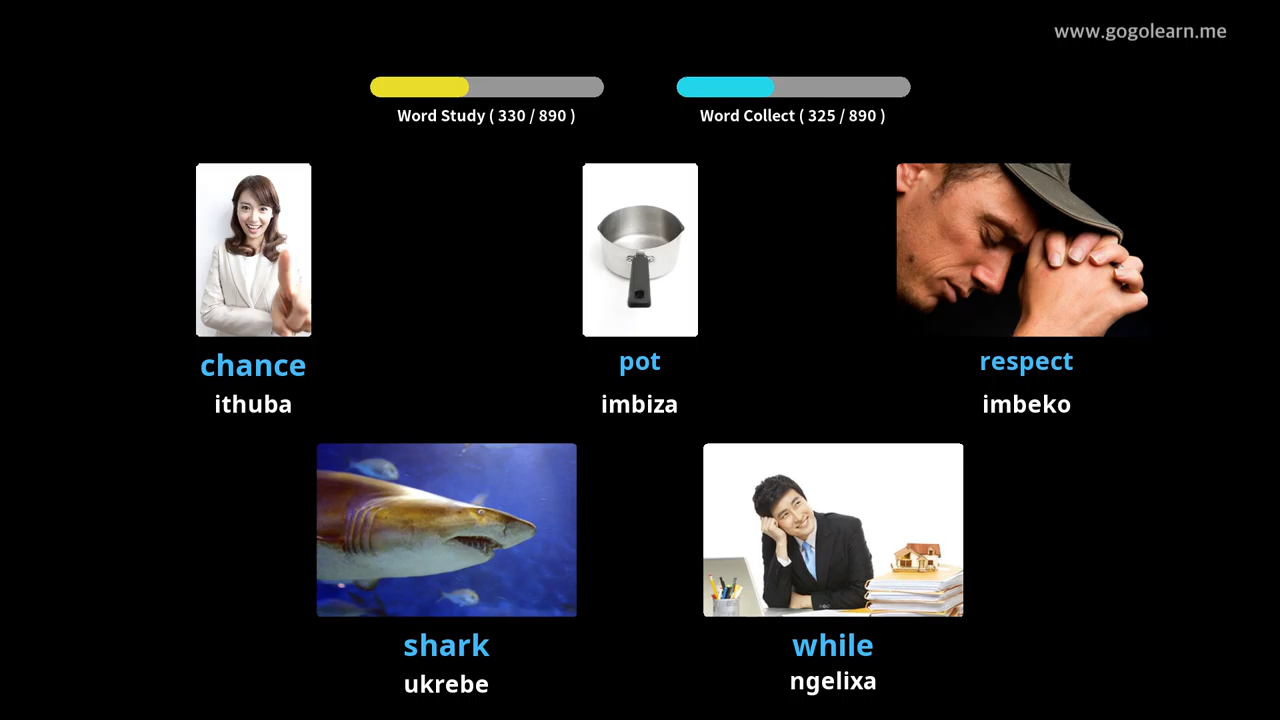 www.gogolearn.me
Word Study ( 330 / 890 )
Word Collect ( 325 / 890 )
chance
ithuba
pot
imbiza
respect
imbeko
shark
ukrebe
while
ngelixa